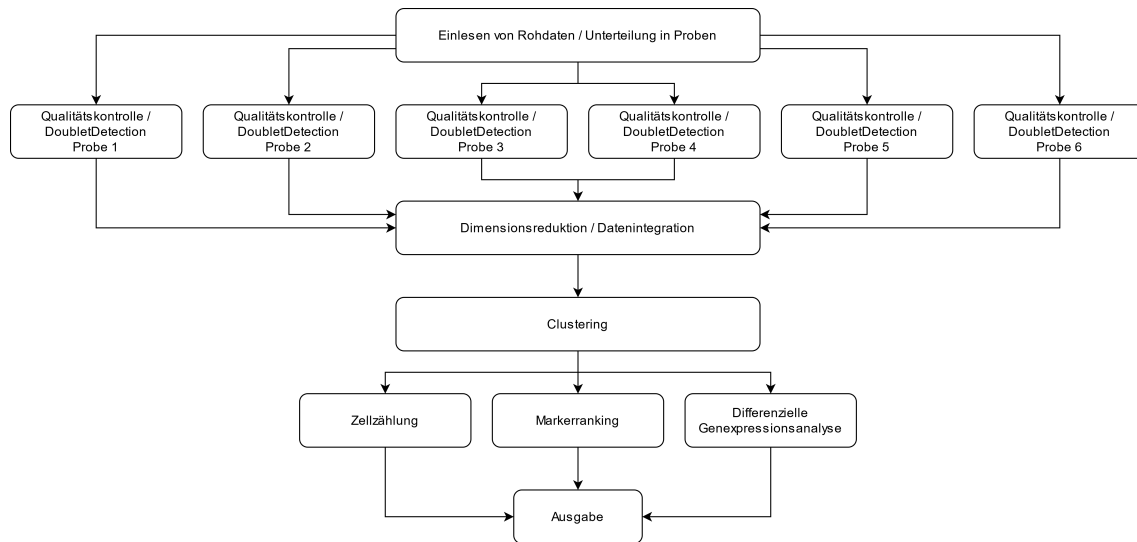 Einlesen von Rohdaten / Unterteilung in Proben
Qualitätskontrolle /
DoubletDetection
Probe 1
Qualitätskontrolle /
DoubletDetection
Probe 2
Qualitätskontrolle /
DoubletDetection
Probe 3
Qualitätskontrolle /
DoubletDetection
Probe 4
Qualitätskontrolle /
DoubletDetection
Probe 5
Qualitätskontrolle /
DoubletDetection
Probe 6
Dimensionsreduktion / Datenintegration
Clustering
Zellzählung
Markerranking
Differenzielle
Genexpressionsanalyse
Ausgabe